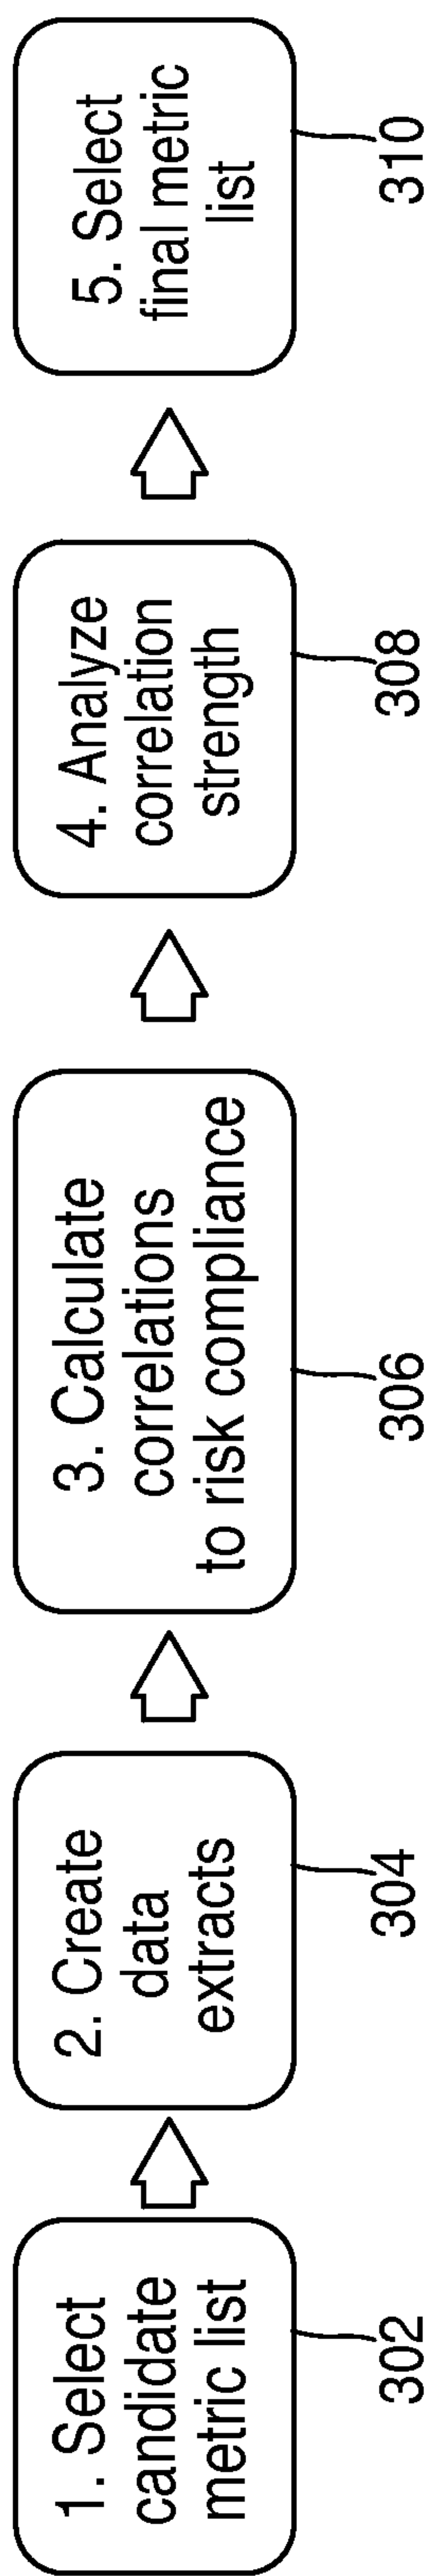 1. Select
candidate
metric list
302
2. Create
data
extracts
304
3. Calculate
correlations
to risk compliance
306
4. Analyze
correlation
strength
308
5. Select
final metric
list
310